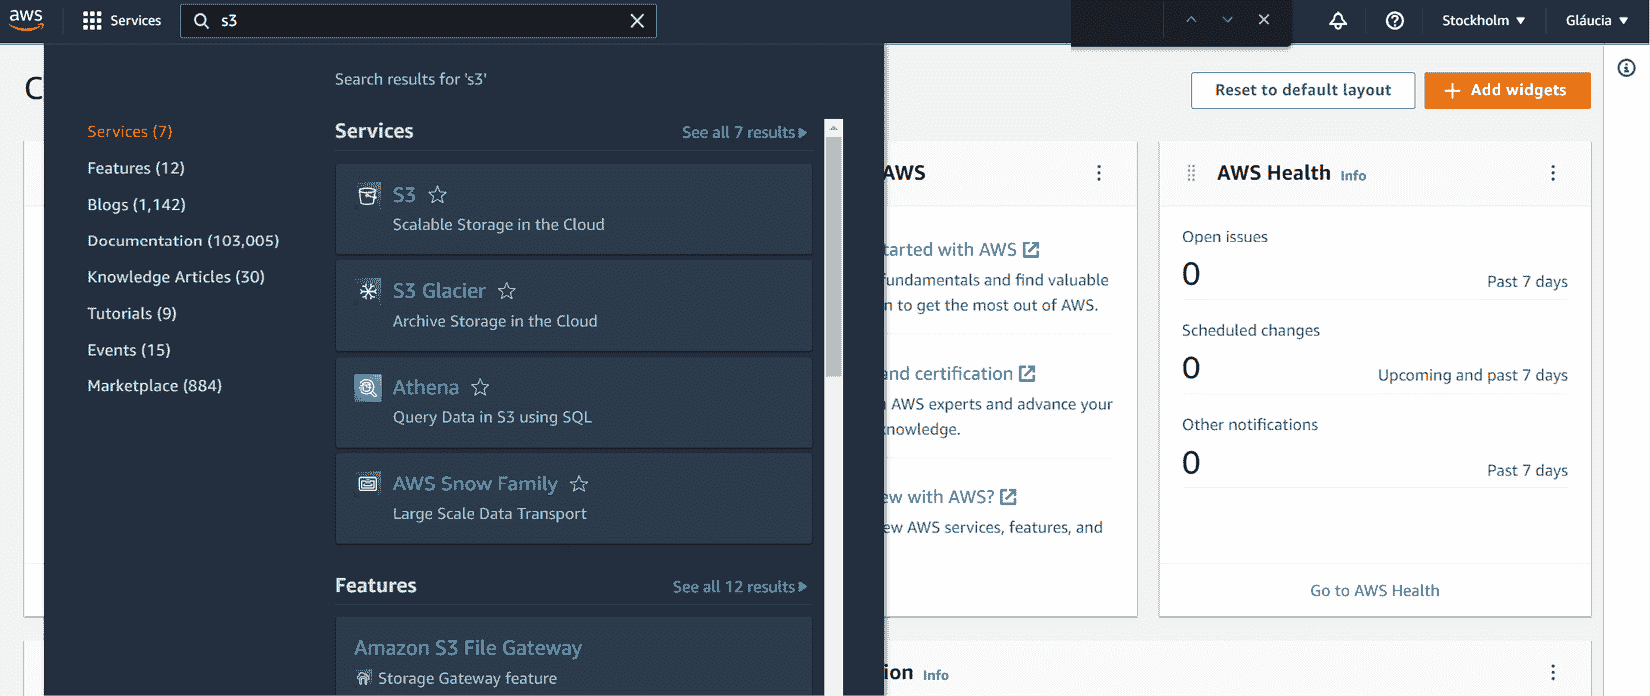 aws
Services
s3
Stockholm
Gláucia
Search results for 's3'
Services (7)
Features (12)
Blogs (1,142)
Documentation (103,005)
Knowledge Articles (30)
Tutorials (9)
Events (15)
Marketplace (884)
Services
See all 7 results
S3
Scalable Storage in the Cloud
S3 Glacier
Archive Storage in the Cloud
Athena
Query Data in S3 using SQL
AWS Snow Family
Large Scale Data Transport
Features
See all 12 results
Amazon S3 File Gateway
Storage Gateway feature
C
Reset to default layout
+ Add widgets
AWS
tarted with AWS
fundamentals and find valuable
n to get the most out of AWS.
and certification
AWS experts and advance your
knowledge.
ew with AWS?
ew AWS services, features, and
AWS Health Info
Open issues
0
Past 7 days
Scheduled changes
0
Upcoming and past 7 days
Other notifications
0
Past 7 days
Go to AWS Health
ion Info